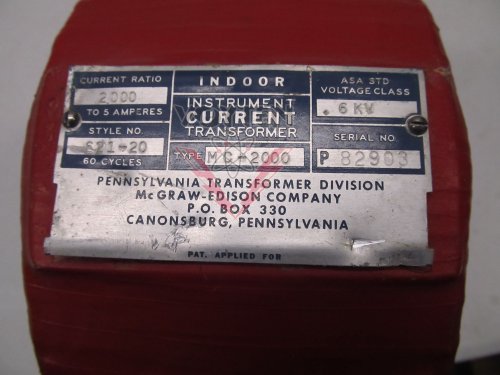 CURRENT RATIO
2000
TO 5 AMPERES
STYLE NO.
671-20
60 CYCLES
INDOOR
INSTRUMENT
CURRENT
TRANSFORMER
TYPE MC-2000
ASA STD
VOLTAGE CLASS
.6 KV
SERIAL NO.
P 82903
PENNSYLVANIA TRANSFORMER DIVISION
McGRAW-EDISON COMPANY
P.O. BOX 330
CANONSBURG, PENNSYLVANIA
PAT. APPLIED FOR